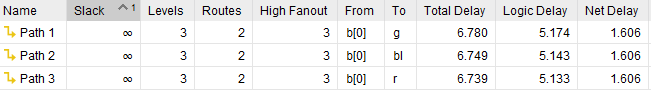 Name Slack ^1 Levels Routes High Fanout From To Total Delay Logic Delay Net Delay
Path 1 ∞ 3 2 3 b[0] g 6.780 5.174 1.606
Path 2 ∞ 3 2 3 b[0] bl 6.749 5.143 1.606
Path 3 ∞ 3 2 3 b[0] r 6.739 5.133 1.606